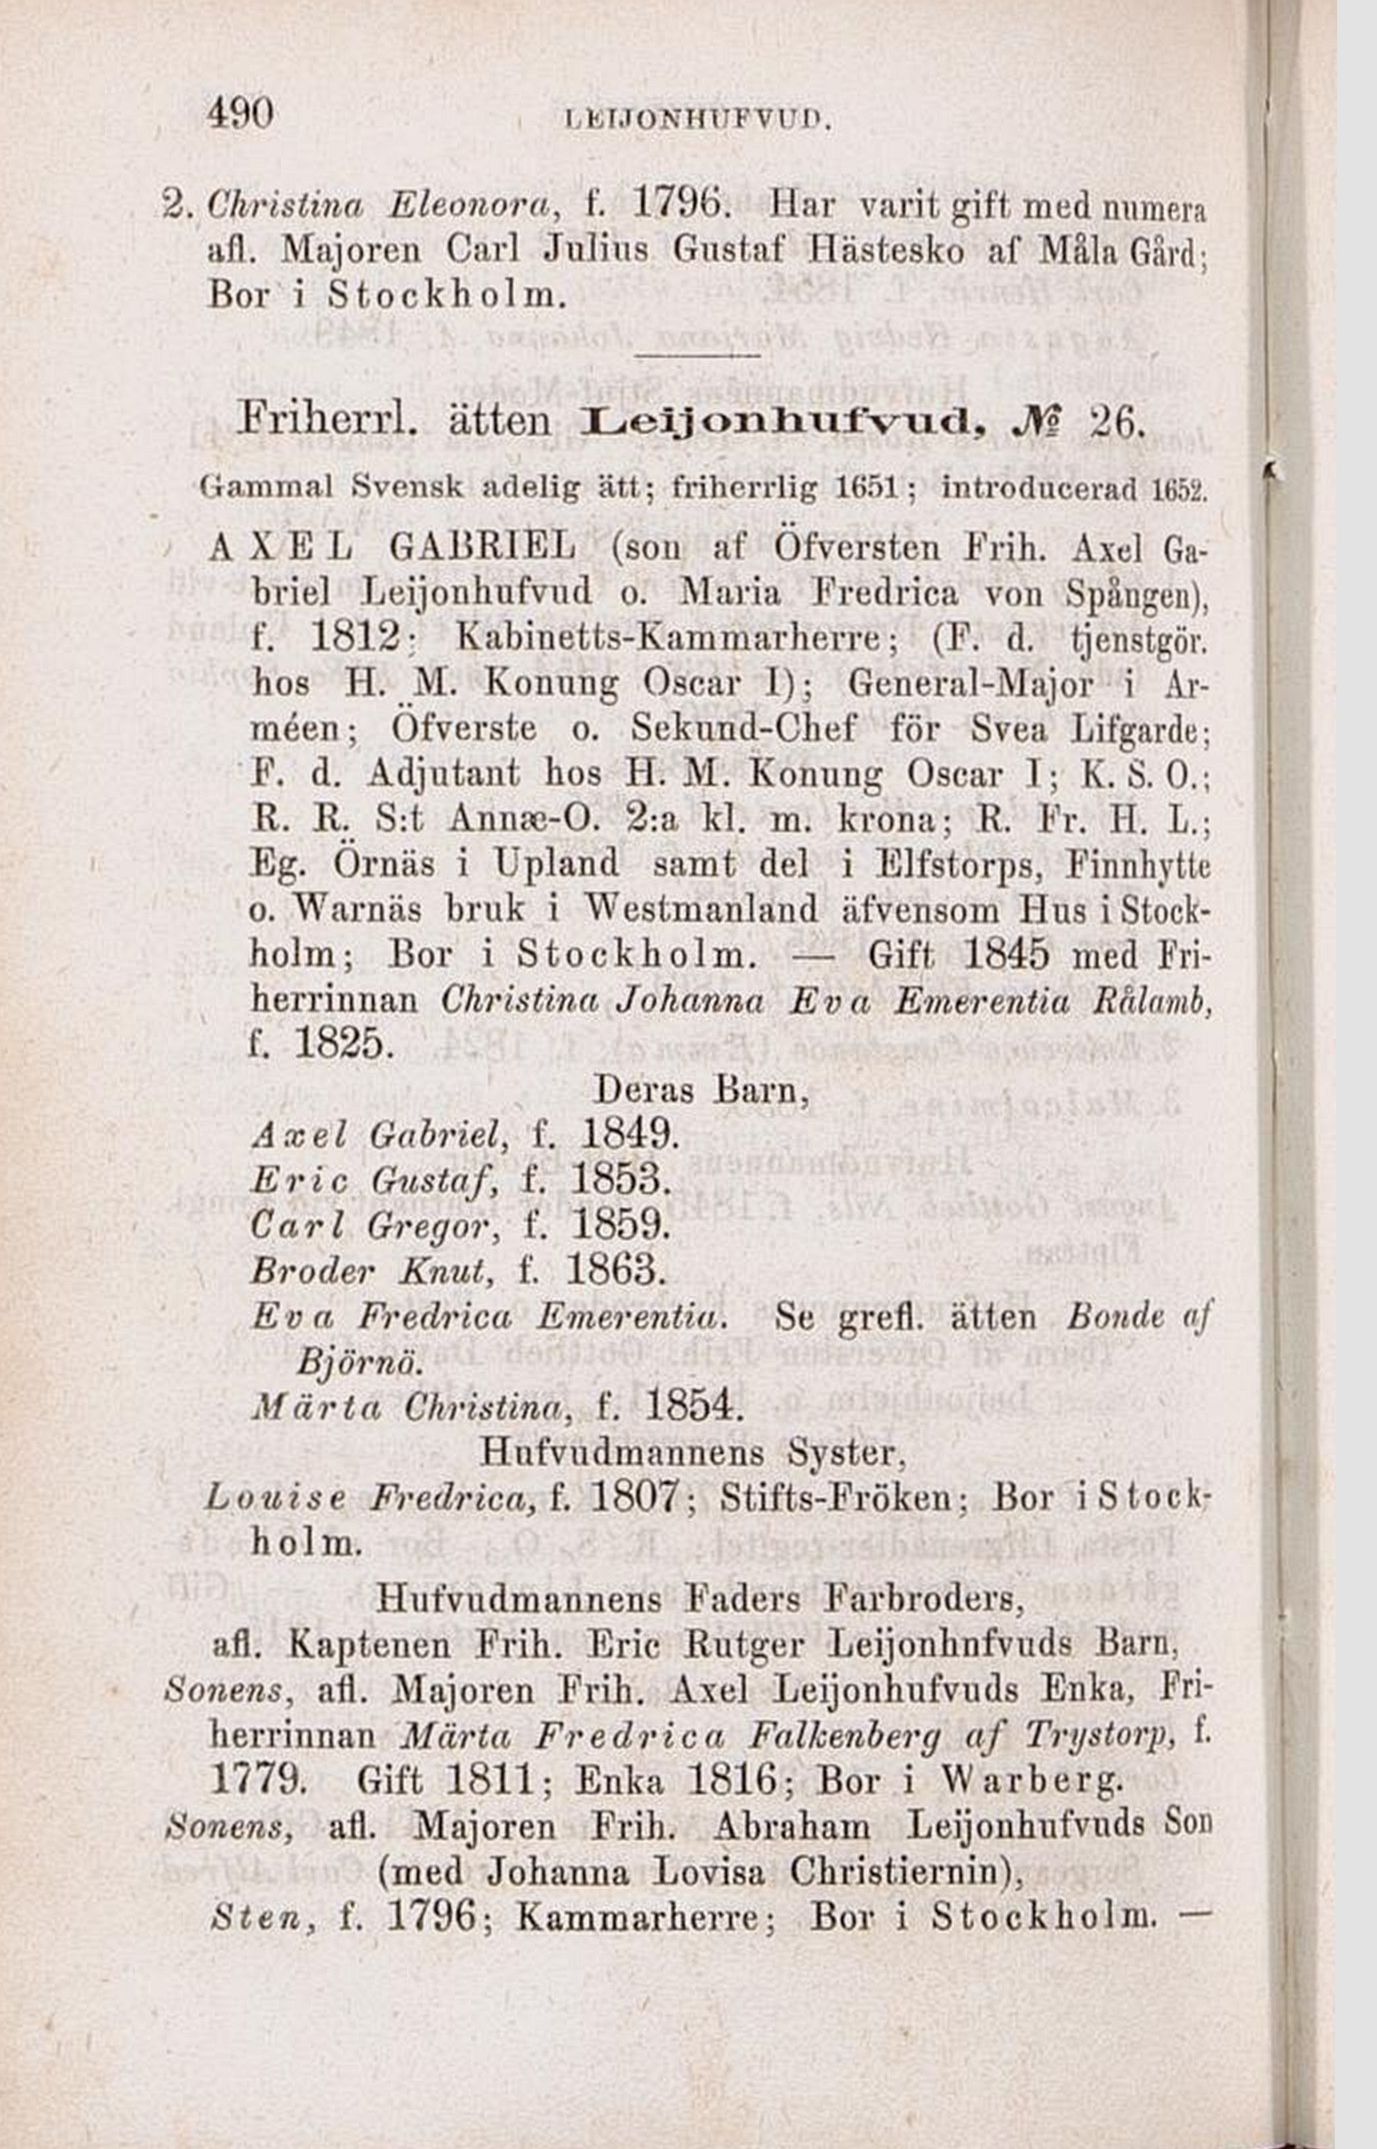 490
LEIJONHUFVUD.
2. Christina Eleonora, f. 1796. Har varit gift med numera
afl. Majoren Carl Julius Gustaf Hästesko af Måla Gård;
Bor i Stockholm.
Friherrl. ätten Leijonhufvud, № 26.
Gammal Svensk adelig ätt; friherrlig 1651; introducerad 1652.
AXEL GABRIEL (son af Öfversten Frih. Axel Ga-
briel Leijonhufvud o. Maria Fredrica von Spången),
f. 1812; Kabinetts-Kammarherre; (F. d. tjenstgör.
hos H. M. Konung Oscar I); General-Major i Ar-
méen; Öfverste o. Sekund-Chef för Svea Lifgarde;
F. d. Adjutant hos H. M. Konung Oscar I; K. S. O.;
R. R. S:t Annæ-O. 2:a kl. m. krona; R. Fr. H. L.;
Eg. Örnäs i Upland samt del i Elfstorps, Finnhytte
o. Warnäs bruk i Westmanland äfvensom Hus i Stock-
holm; Bor i Stockholm. — Gift 1845 med Fri-
herrinnan Christina Johanna Eva Emerentia Rålamb,
f. 1825.
Deras Barn,
Axel Gabriel, f. 1849.
Eric Gustaf, f. 1853.
Carl Gregor, f. 1859.
Broder Knut, f. 1863.
Eva Fredrica Emerentia. Se grefl. ätten Bonde af
Björnö.
Märta Christina, f. 1854.
Hufvudmannens Syster,
Louise Fredrica, f. 1807; Stifts-Fröken; Bor i Stock-
holm.
Hufvudmannens Faders Farbroders,
afl. Kaptenen Frih. Eric Rutger Leijonhufvuds Barn,
Sonens, afl. Majoren Frih. Axel Leijonhufvuds Enka, Fri-
herrinnan Märta Fredrica Falkenberg af Trystorp, f.
1779. Gift 1811; Enka 1816; Bor i Warberg.
Sonens, afl. Majoren Frih. Abraham Leijonhufvuds Son
(med Johanna Lovisa Christiernin),
Sten, f. 1796; Kammarherre; Bor i Stockholm. —